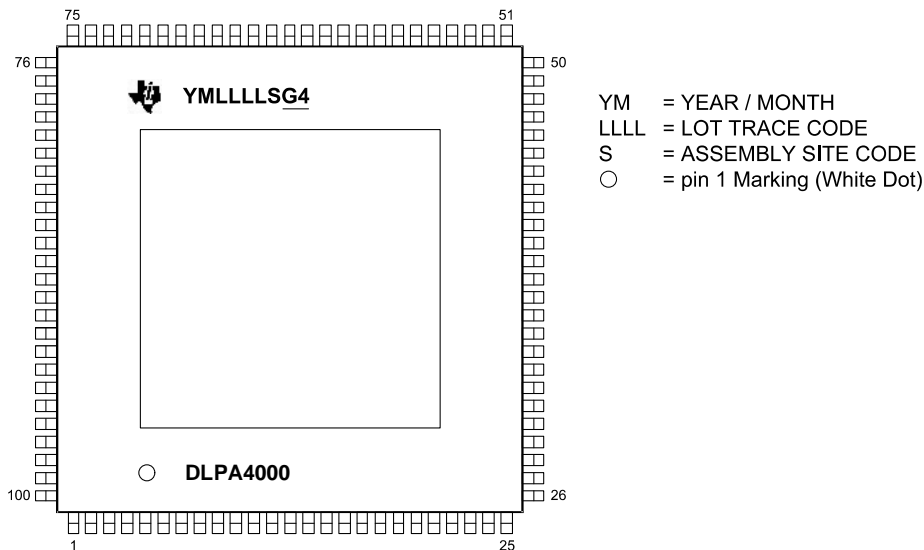 75 51
76 50
YMLLLLSG4
YM = YEAR / MONTH
LLLL = LOT TRACE CODE
S = ASSEMBLY SITE CODE
○ = pin 1 Marking (White Dot)
DLPA4000
100 26
1 25